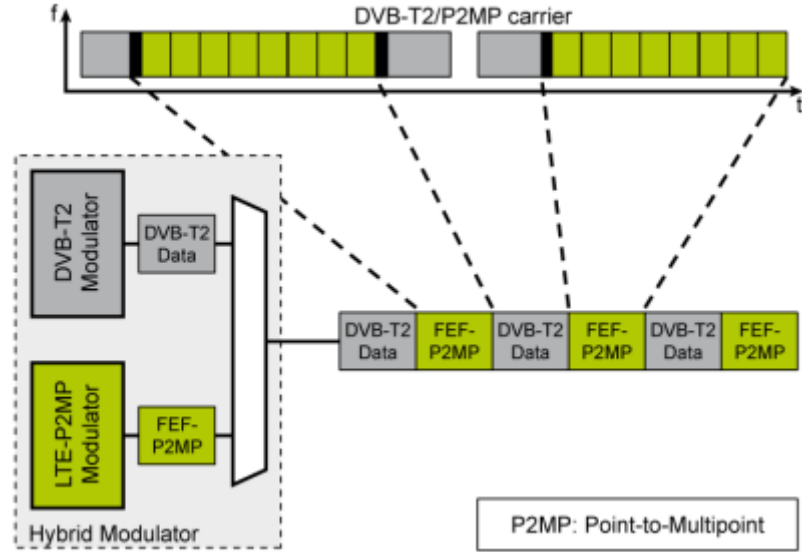 DVB-T2/P2MP carrier
f
t
DVB-T2
Modulator
DVB-T2
Data
LTE-P2MP
Modulator
FEF-
P2MP
Hybrid Modulator
DVB-T2
Data
FEF-
P2MP
DVB-T2
Data
FEF-
P2MP
DVB-T2
Data
FEF-
P2MP
P2MP: Point-to-Multipoint